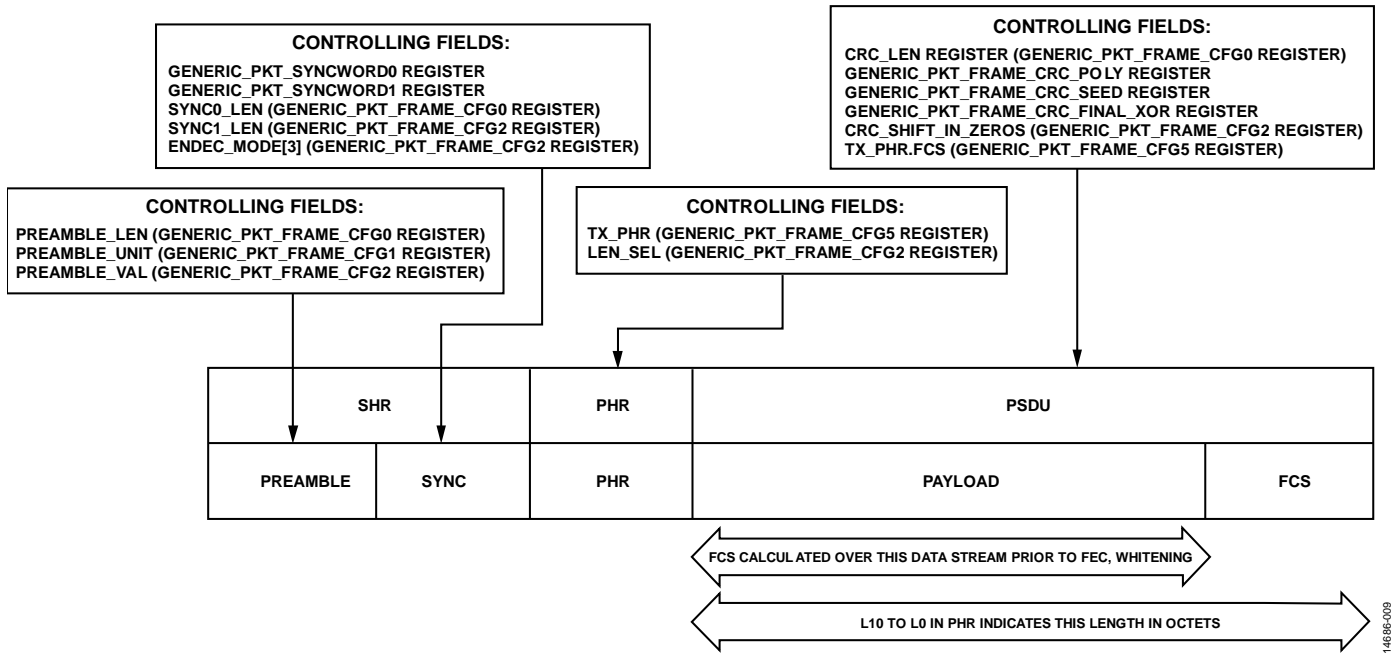 CONTROLLING FIELDS:
GENERIC_PKT_SYNCWORD0 REGISTER
GENERIC_PKT_SYNCWORD1 REGISTER
SYNC0_LEN (GENERIC_PKT_FRAME_CFG0 REGISTER)
SYNC1_LEN (GENERIC_PKT_FRAME_CFG2 REGISTER)
ENDEC_MODE[3] (GENERIC_PKT_FRAME_CFG2 REGISTER)
CONTROLLING FIELDS:
CRC_LEN REGISTER (GENERIC_PKT_FRAME_CFG0 REGISTER)
GENERIC_PKT_FRAME_CRC_POLY REGISTER
GENERIC_PKT_FRAME_CRC_SEED REGISTER
GENERIC_PKT_FRAME_CRC_FINAL_XOR REGISTER
CRC_SHIFT_IN_ZEROS (GENERIC_PKT_FRAME_CFG2 REGISTER)
TX_PHR.FCS (GENERIC_PKT_FRAME_CFG5 REGISTER)
CONTROLLING FIELDS:
PREAMBLE_LEN (GENERIC_PKT_FRAME_CFG0 REGISTER)
PREAMBLE_UNIT (GENERIC_PKT_FRAME_CFG1 REGISTER)
PREAMBLE_VAL (GENERIC_PKT_FRAME_CFG2 REGISTER)
CONTROLLING FIELDS:
TX_PHR (GENERIC_PKT_FRAME_CFG5 REGISTER)
LEN_SEL (GENERIC_PKT_FRAME_CFG2 REGISTER)
SHR
PHR
PSDU
PREAMBLE
SYNC
PHR
PAYLOAD
FCS
FCS CALCULATED OVER THIS DATA STREAM PRIOR TO FEC, WHITENING
L10 TO L0 IN PHR INDICATES THIS LENGTH IN OCTETS
14686-009